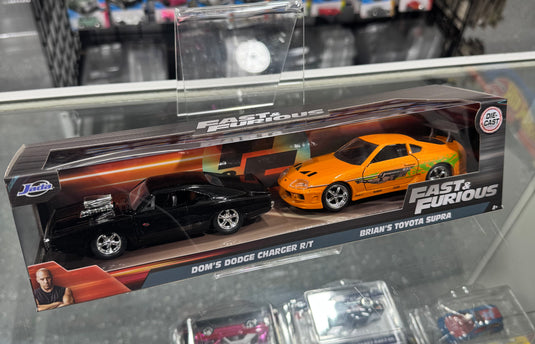 FAST&
FURIOUS
Jada
DIE-
CAST
FAST&
FURIOUS
DOM'S DODGE CHARGER R/T
BRIAN'S TOYOTA SUPRA